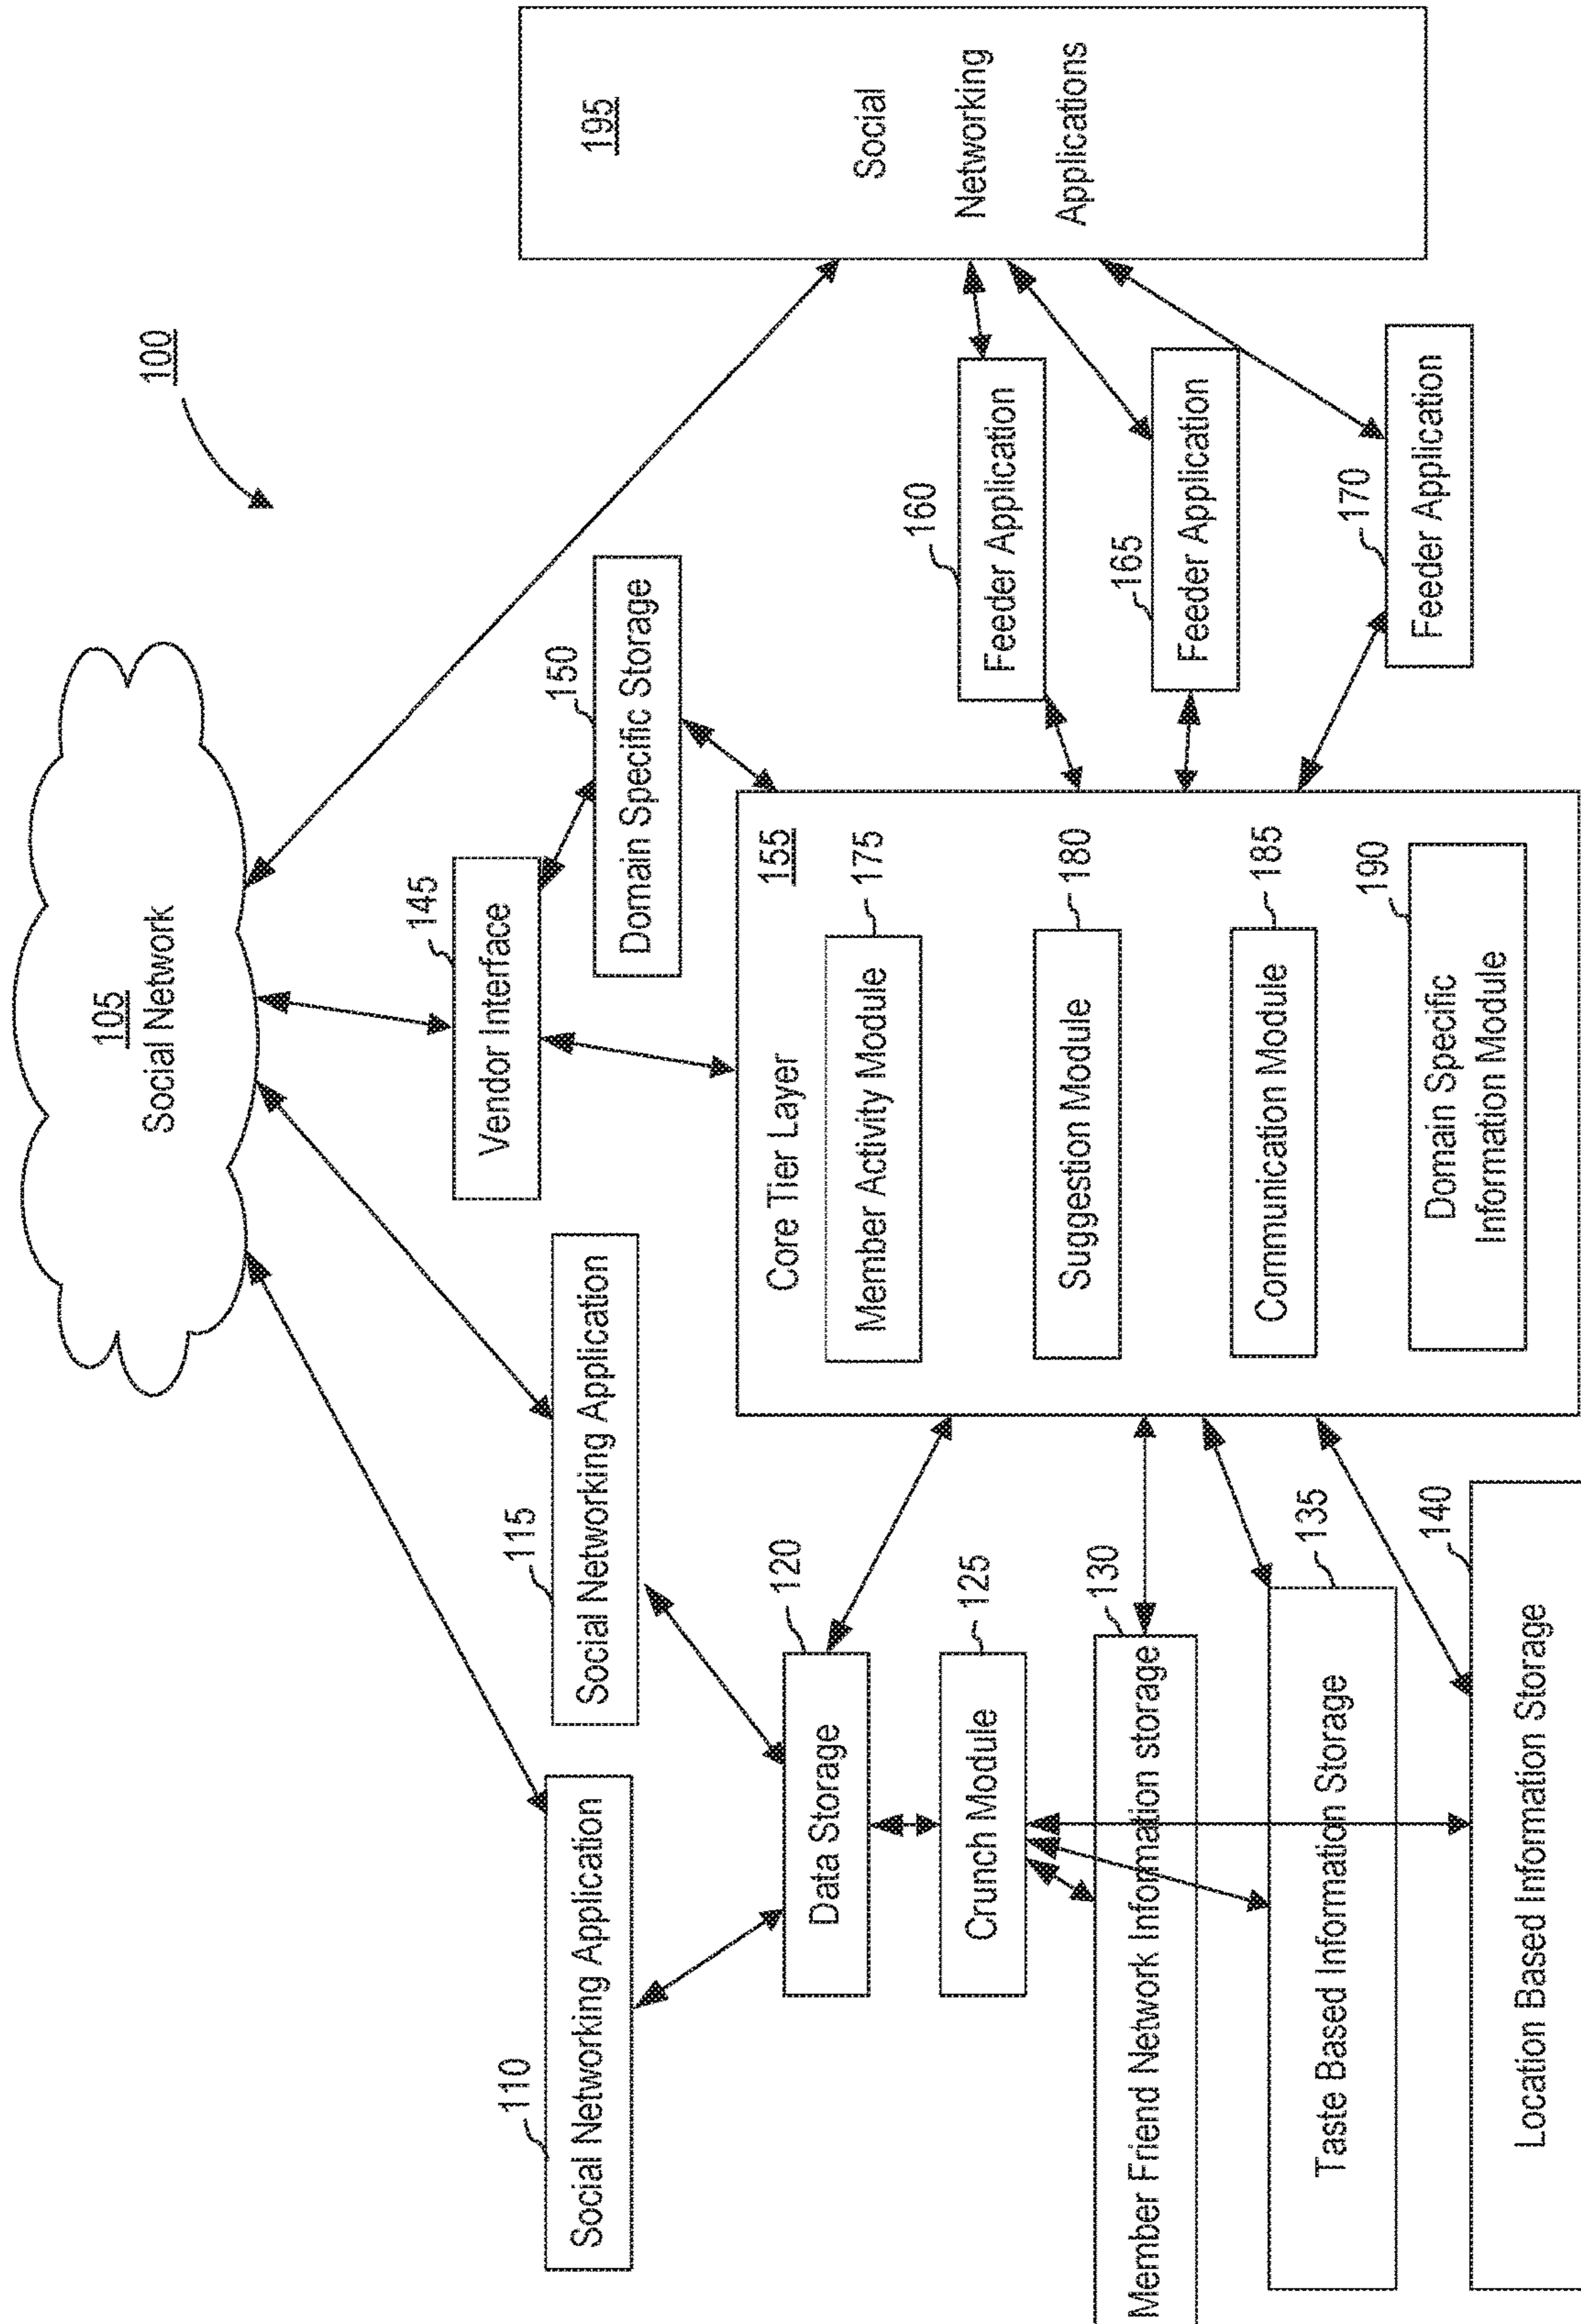 100
105
Social Network
110
Social Networking Application
115
Social Networking Application
145
Vendor Interface
150
Domain Specific Storage
195
Social
Networking
Applications
120
Data Storage
125
Crunch Module
130
Member Friend Network Information storage
135
Taste Based Information Storage
140
Location Based Information Storage
Core Tier Layer
155
Member Activity Module
175
Suggestion Module
180
Communication Module
185
190
Domain Specific
Information Module
160
Feeder Application
165
Feeder Application
170
Feeder Application